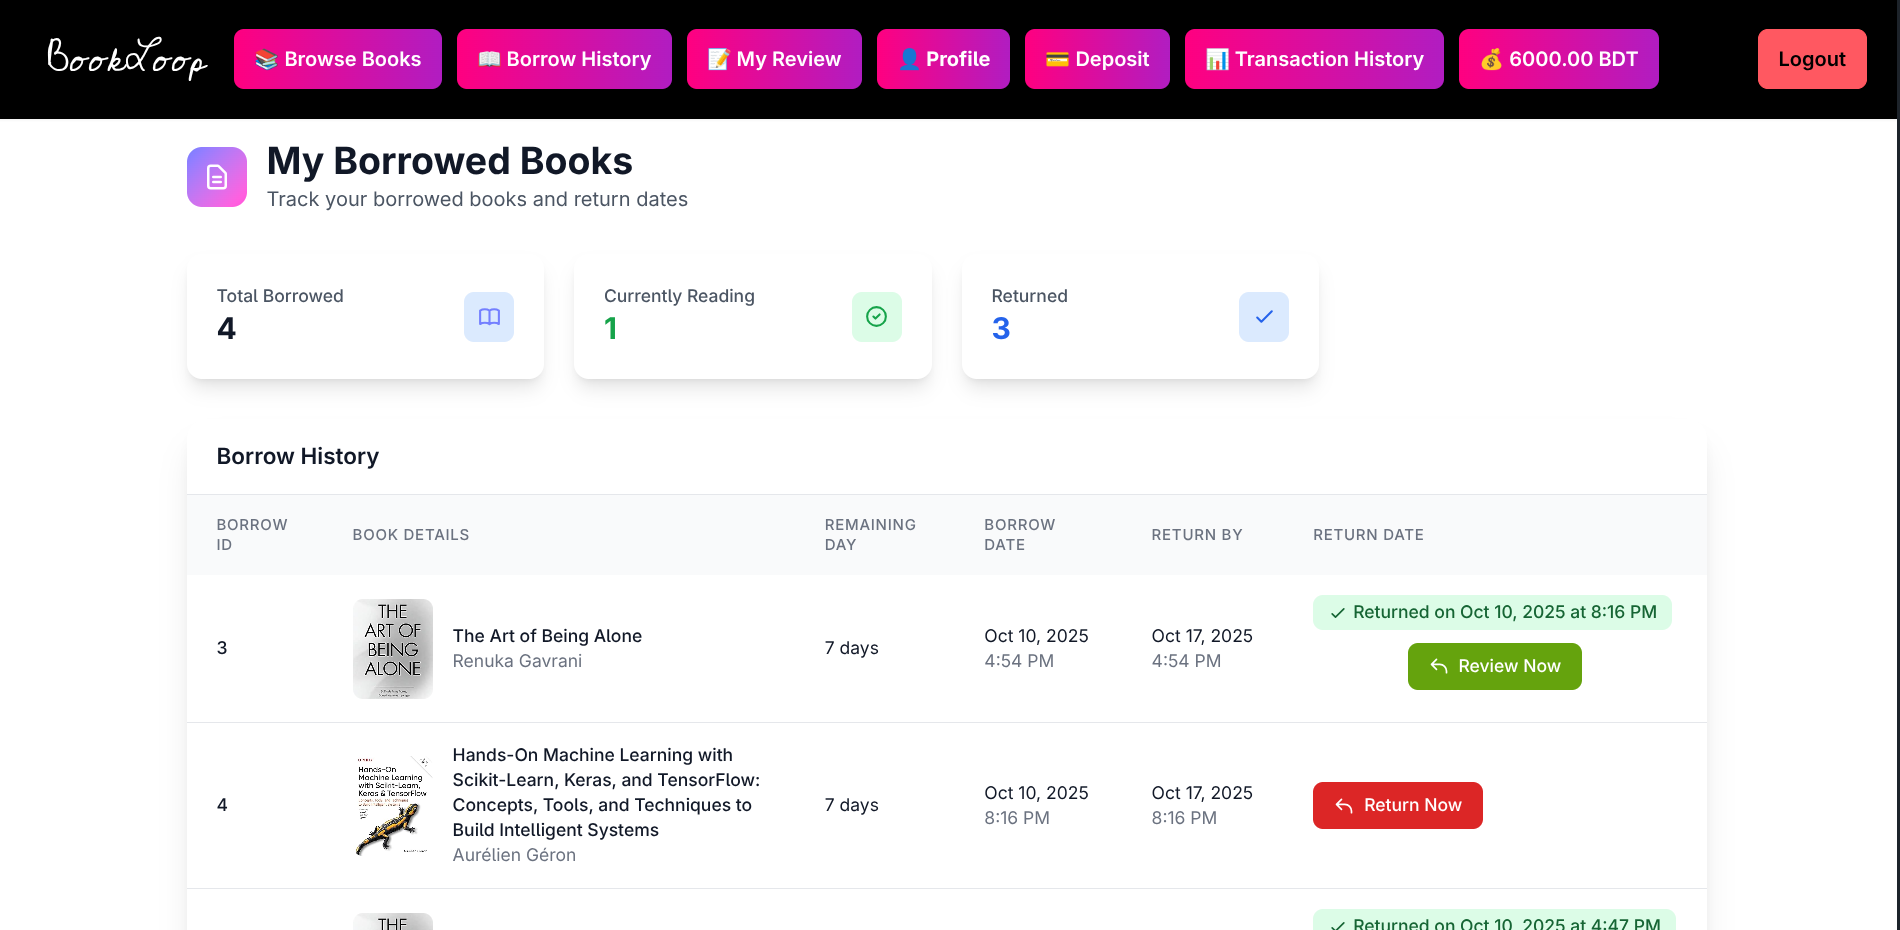 BookLoop
📚 Browse Books
📖 Borrow History
📝 My Review
👤 Profile
💳 Deposit
📊 Transaction History
💰 6000.00 BDT
Logout
My Borrowed Books
Track your borrowed books and return dates
Total Borrowed
4
Currently Reading
1
Returned
3
Borrow History
BORROW
ID
BOOK DETAILS
REMAINING
DAY
BORROW
DATE
RETURN BY
RETURN DATE
3
THE
ART OF
BEING
ALONE
The Art of Being Alone
Renuka Gavrani
7 days
Oct 10, 2025
4:54 PM
Oct 17, 2025
4:54 PM
Returned on Oct 10, 2025 at 8:16 PM
Review Now
4
Hands-On
Machine Learning
with Scikit-Learn,
Keras & TensorFlow
Hands-On Machine Learning with
Scikit-Learn, Keras, and TensorFlow:
Concepts, Tools, and Techniques to
Build Intelligent Systems
Aurélien Géron
7 days
Oct 10, 2025
8:16 PM
Oct 17, 2025
8:16 PM
Return Now
THE
Returned on Oct 10, 2025 at 4:47 PM